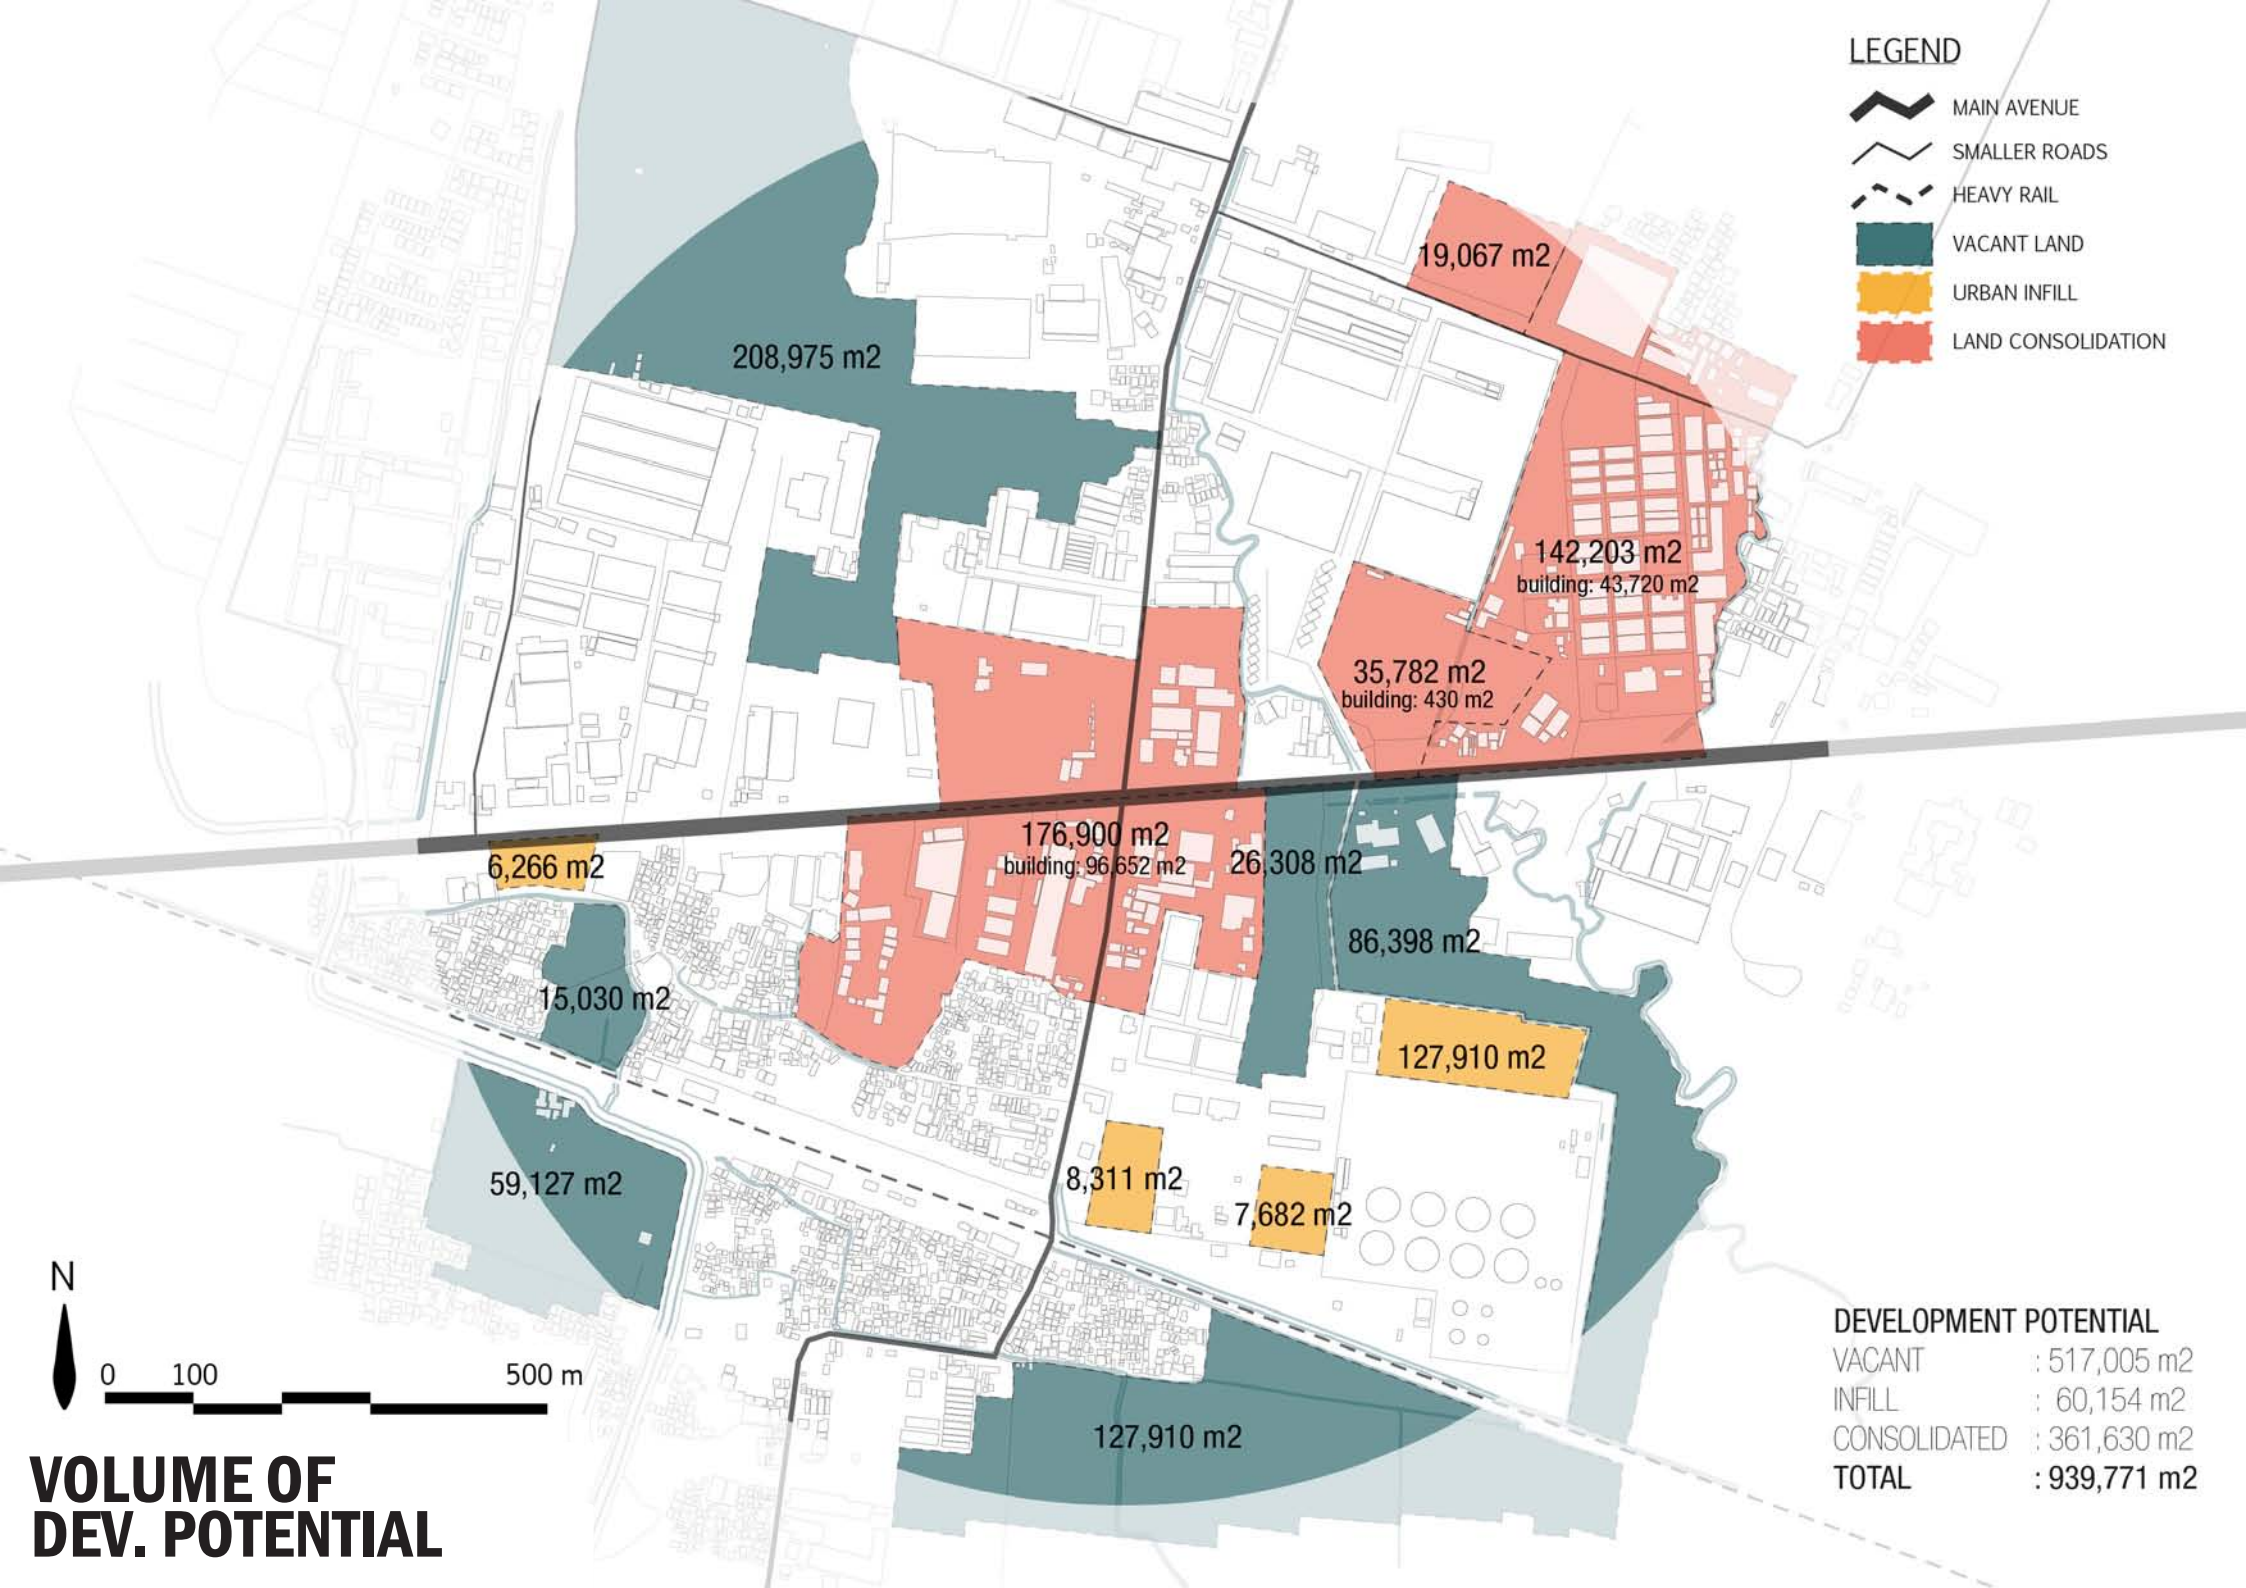 LEGEND
MAIN AVENUE
SMALLER ROADS
HEAVY RAIL
VACANT LAND
URBAN INFILL
LAND CONSOLIDATION
19,067 m2
208,975 m2
142,203 m2
building: 43,720 m2
35,782 m2
building: 430 m2
176,900 m2
building: 96,652 m2
26,308 m2
6,266 m2
86,398 m2
15,030 m2
127,910 m2
59,127 m2
8,311 m2
7,682 m2
127,910 m2
N
0 100 500 m
VOLUME OF
DEV. POTENTIAL
DEVELOPMENT POTENTIAL
VACANT : 517,005 m2
INFILL : 60,154 m2
CONSOLIDATED : 361,630 m2
TOTAL : 939,771 m2